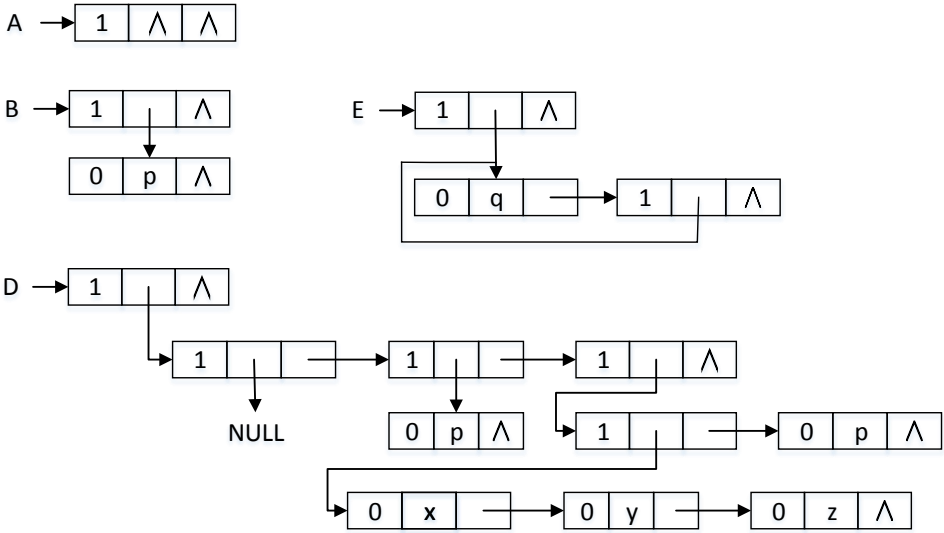 A 1 ∧ ∧
B 1 ∧
E 1 ∧
0 p ∧
0 q 1 ∧
D 1 ∧
1 1 1 ∧
NULL 0 p ∧ 1 0 p ∧
0 x 0 y 0 z ∧